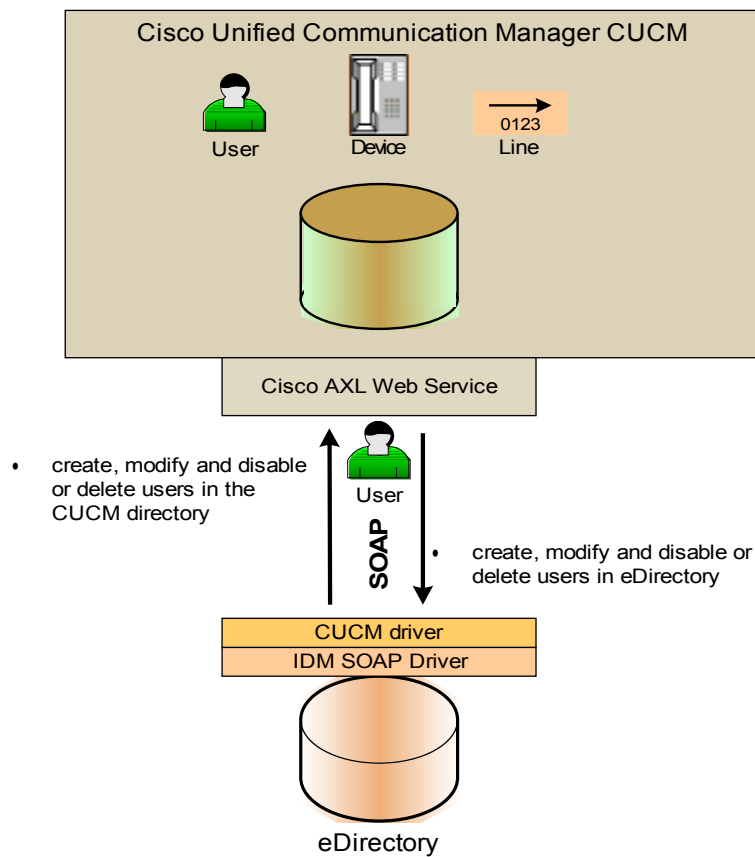 Cisco Unified Communication Manager CUCM
User
Device
0123
Line
Cisco AXL Web Service
• create, modify and disable
or delete users in the
CUCM directory
User
SOAP
• create, modify and disable or
delete users in eDirectory
CUCM driver
IDM SOAP Driver
eDirectory